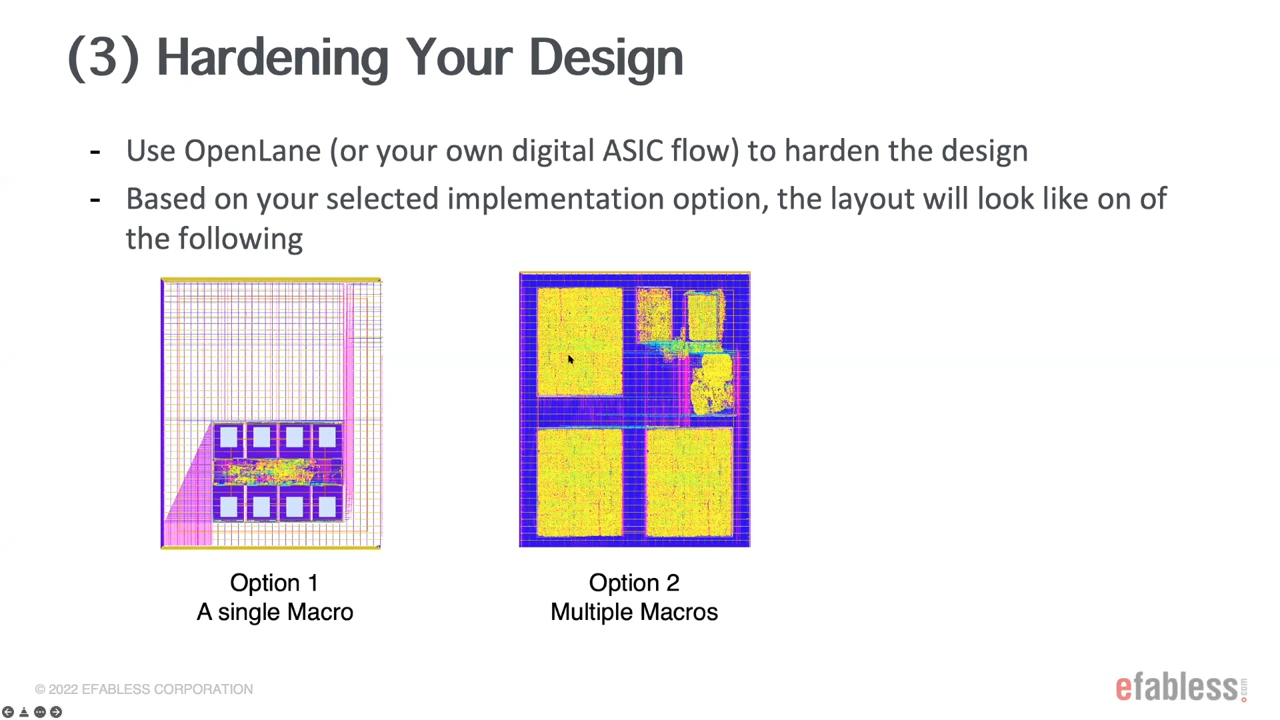 (3) Hardening Your Design
- Use OpenLane (or your own digital ASIC flow) to harden the design
- Based on your selected implementation option, the layout will look like on of
the following
Option 1
A single Macro
Option 2
Multiple Macros
© 2022 EFABLESS CORPORATION
efabless.com